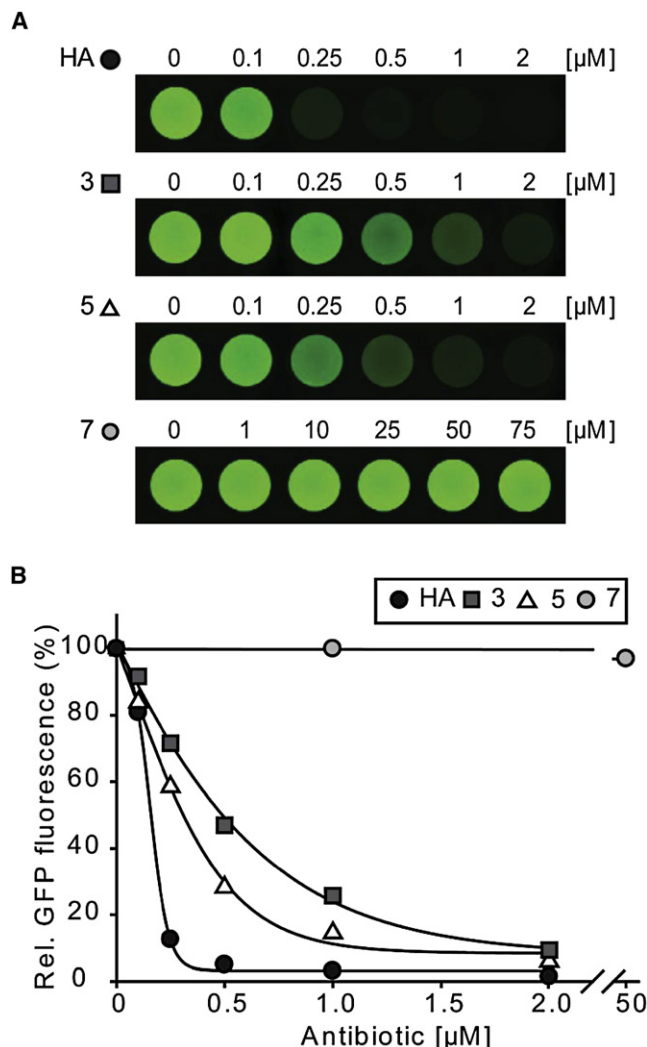 A
HA 0 0.1 0.25 0.5 1 2 [µM]
3 0 0.1 0.25 0.5 1 2 [µM]
5 0 0.1 0.25 0.5 1 2 [µM]
7 0 1 10 25 50 75 [µM]
B
HA 3 5 7
Rel. GFP fluorescence (%)
100
80
60
40
20
0
0 0.5 1.0 1.5 2.0 50
Antibiotic [µM]